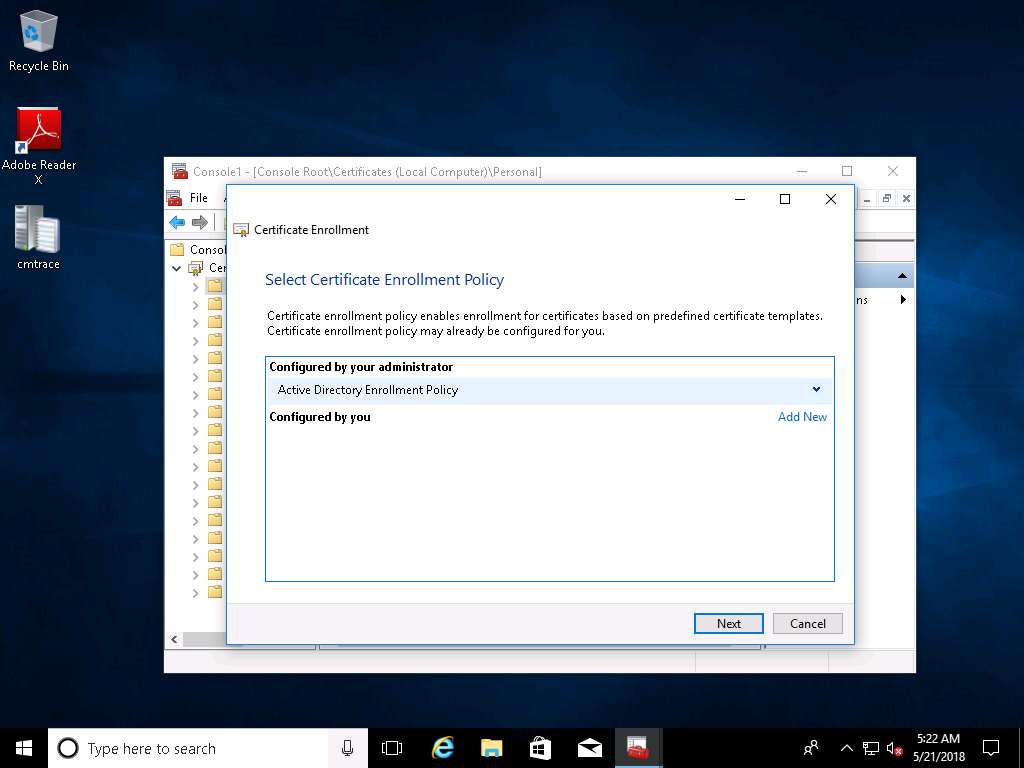 Recycle Bin
Adobe Reader
X
cmtrace
Console1 - [Console Root\Certificates (Local Computer)\Personal]
File
Certificate Enrollment
Select Certificate Enrollment Policy
Certificate enrollment policy enables enrollment for certificates based on predefined certificate templates.
Certificate enrollment policy may already be configured for you.
Configured by your administrator
Active Directory Enrollment Policy
Configured by you
Add New
Next
Cancel
Type here to search
5:22 AM
5/21/2018